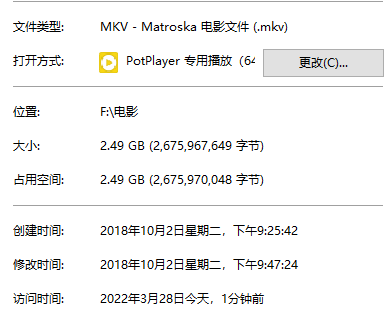 文件类型: MKV - Matroska 电影文件 (.mkv)
打开方式: PotPlayer 专用播放（64 更改(C)...
位置: F:\电影
大小: 2.49 GB (2,675,967,649 字节)
占用空间: 2.49 GB (2,675,970,048 字节)
创建时间: 2018年10月2日星期二，下午9:25:42
修改时间: 2018年10月2日星期二，下午9:47:24
访问时间: 2022年3月28日今天，1分钟前